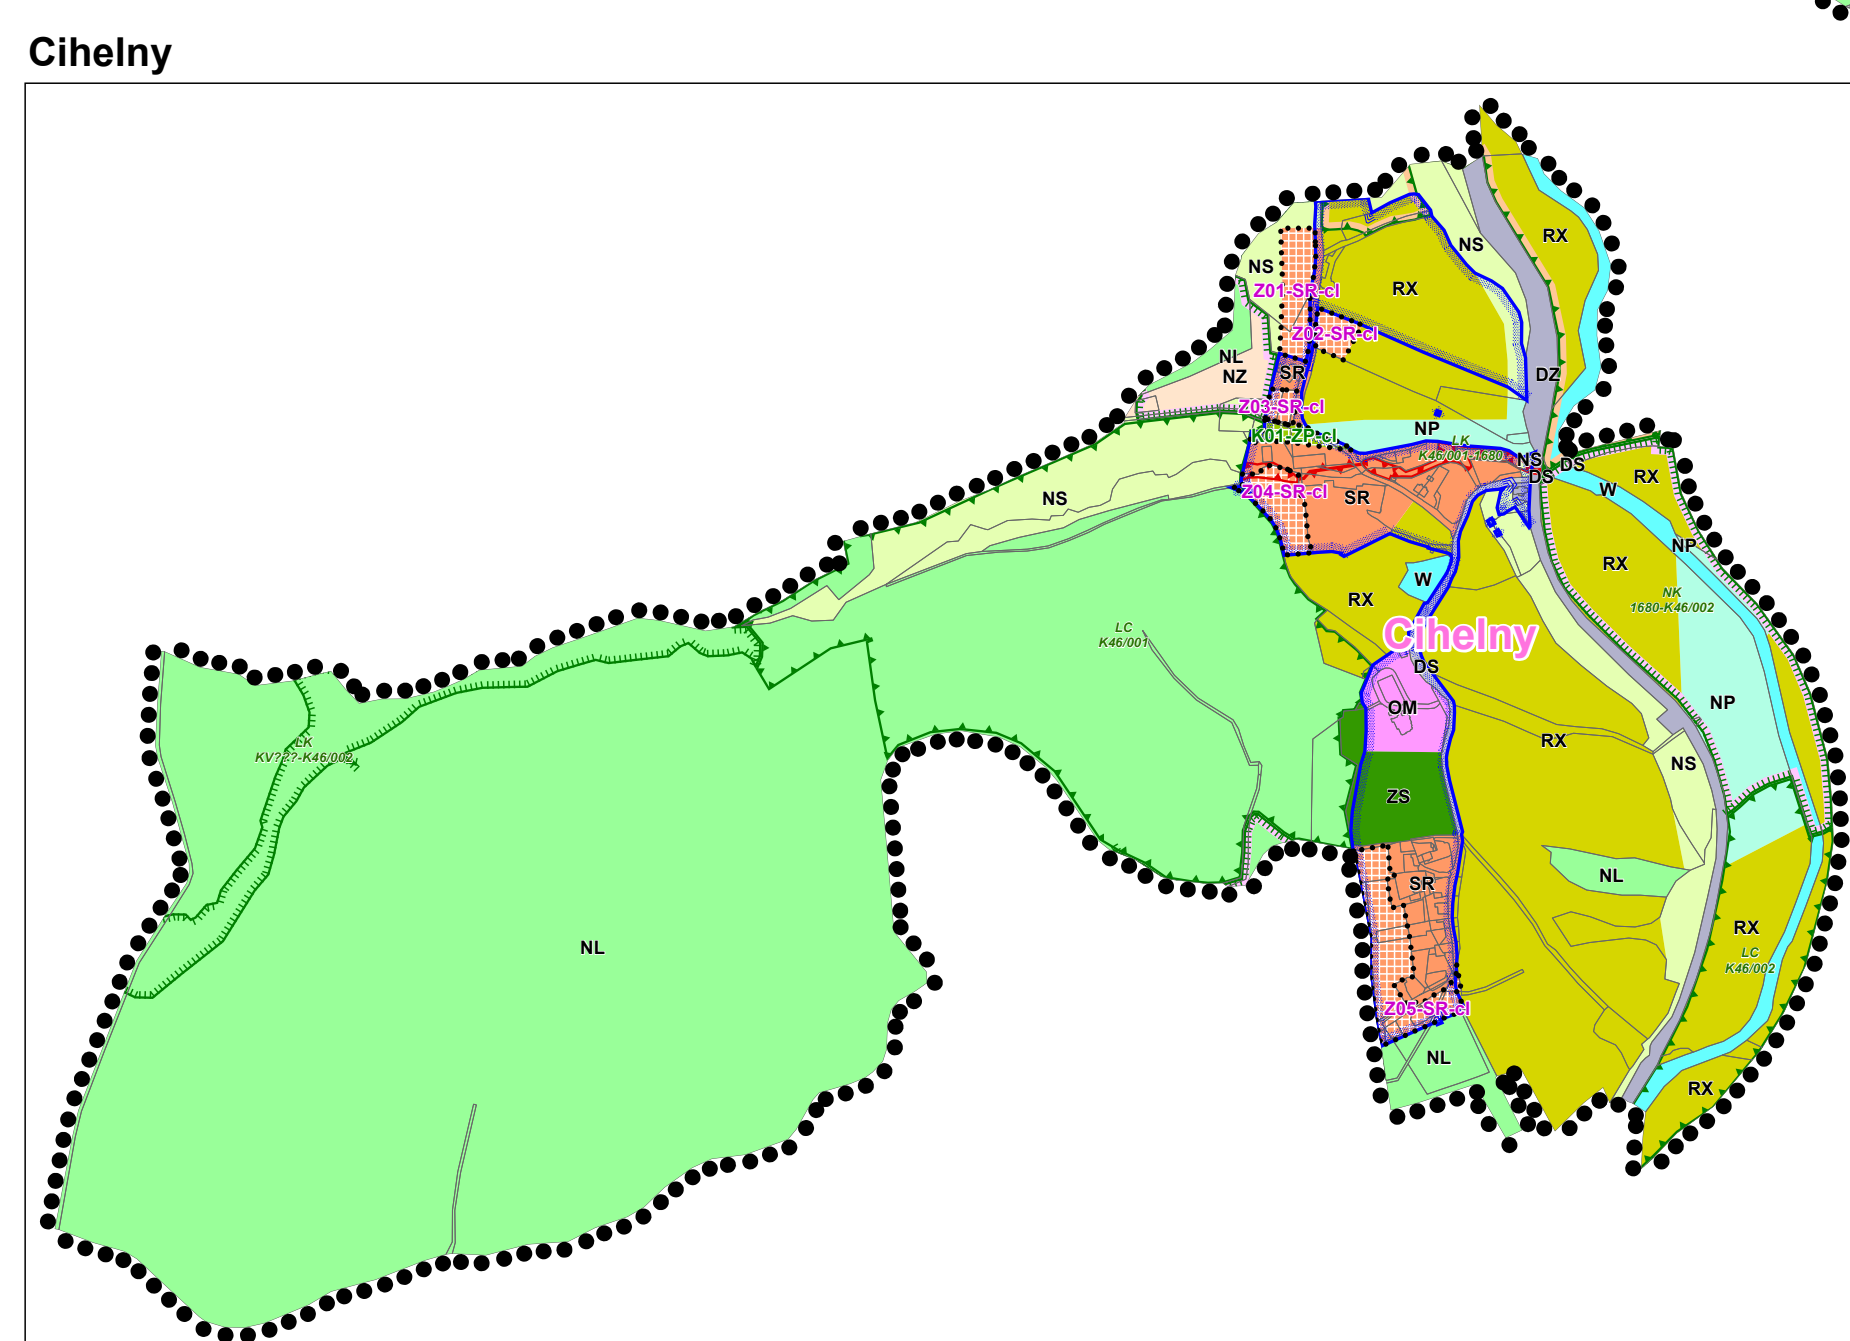 Cihelny
RX
NS
NS
RX
Z01-SR-cl
Z02-SR-cl
NL
NZ
SR
DZ
Z03-SR-cl
K01-ZP-cl
NP
LK
K46/001-1680
NS
DS
DS
RX
W
Z04-SR-cl
SR
NS
NP
RX
W
RX
NK
1680-K46/002
LC
K46/001
Cihelny
DS
OM
NP
RX
LK
KV???-K46/002
NS
ZS
NL
SR
RX
LC
K46/002
NL
Z05-SR-cl
NL
RX